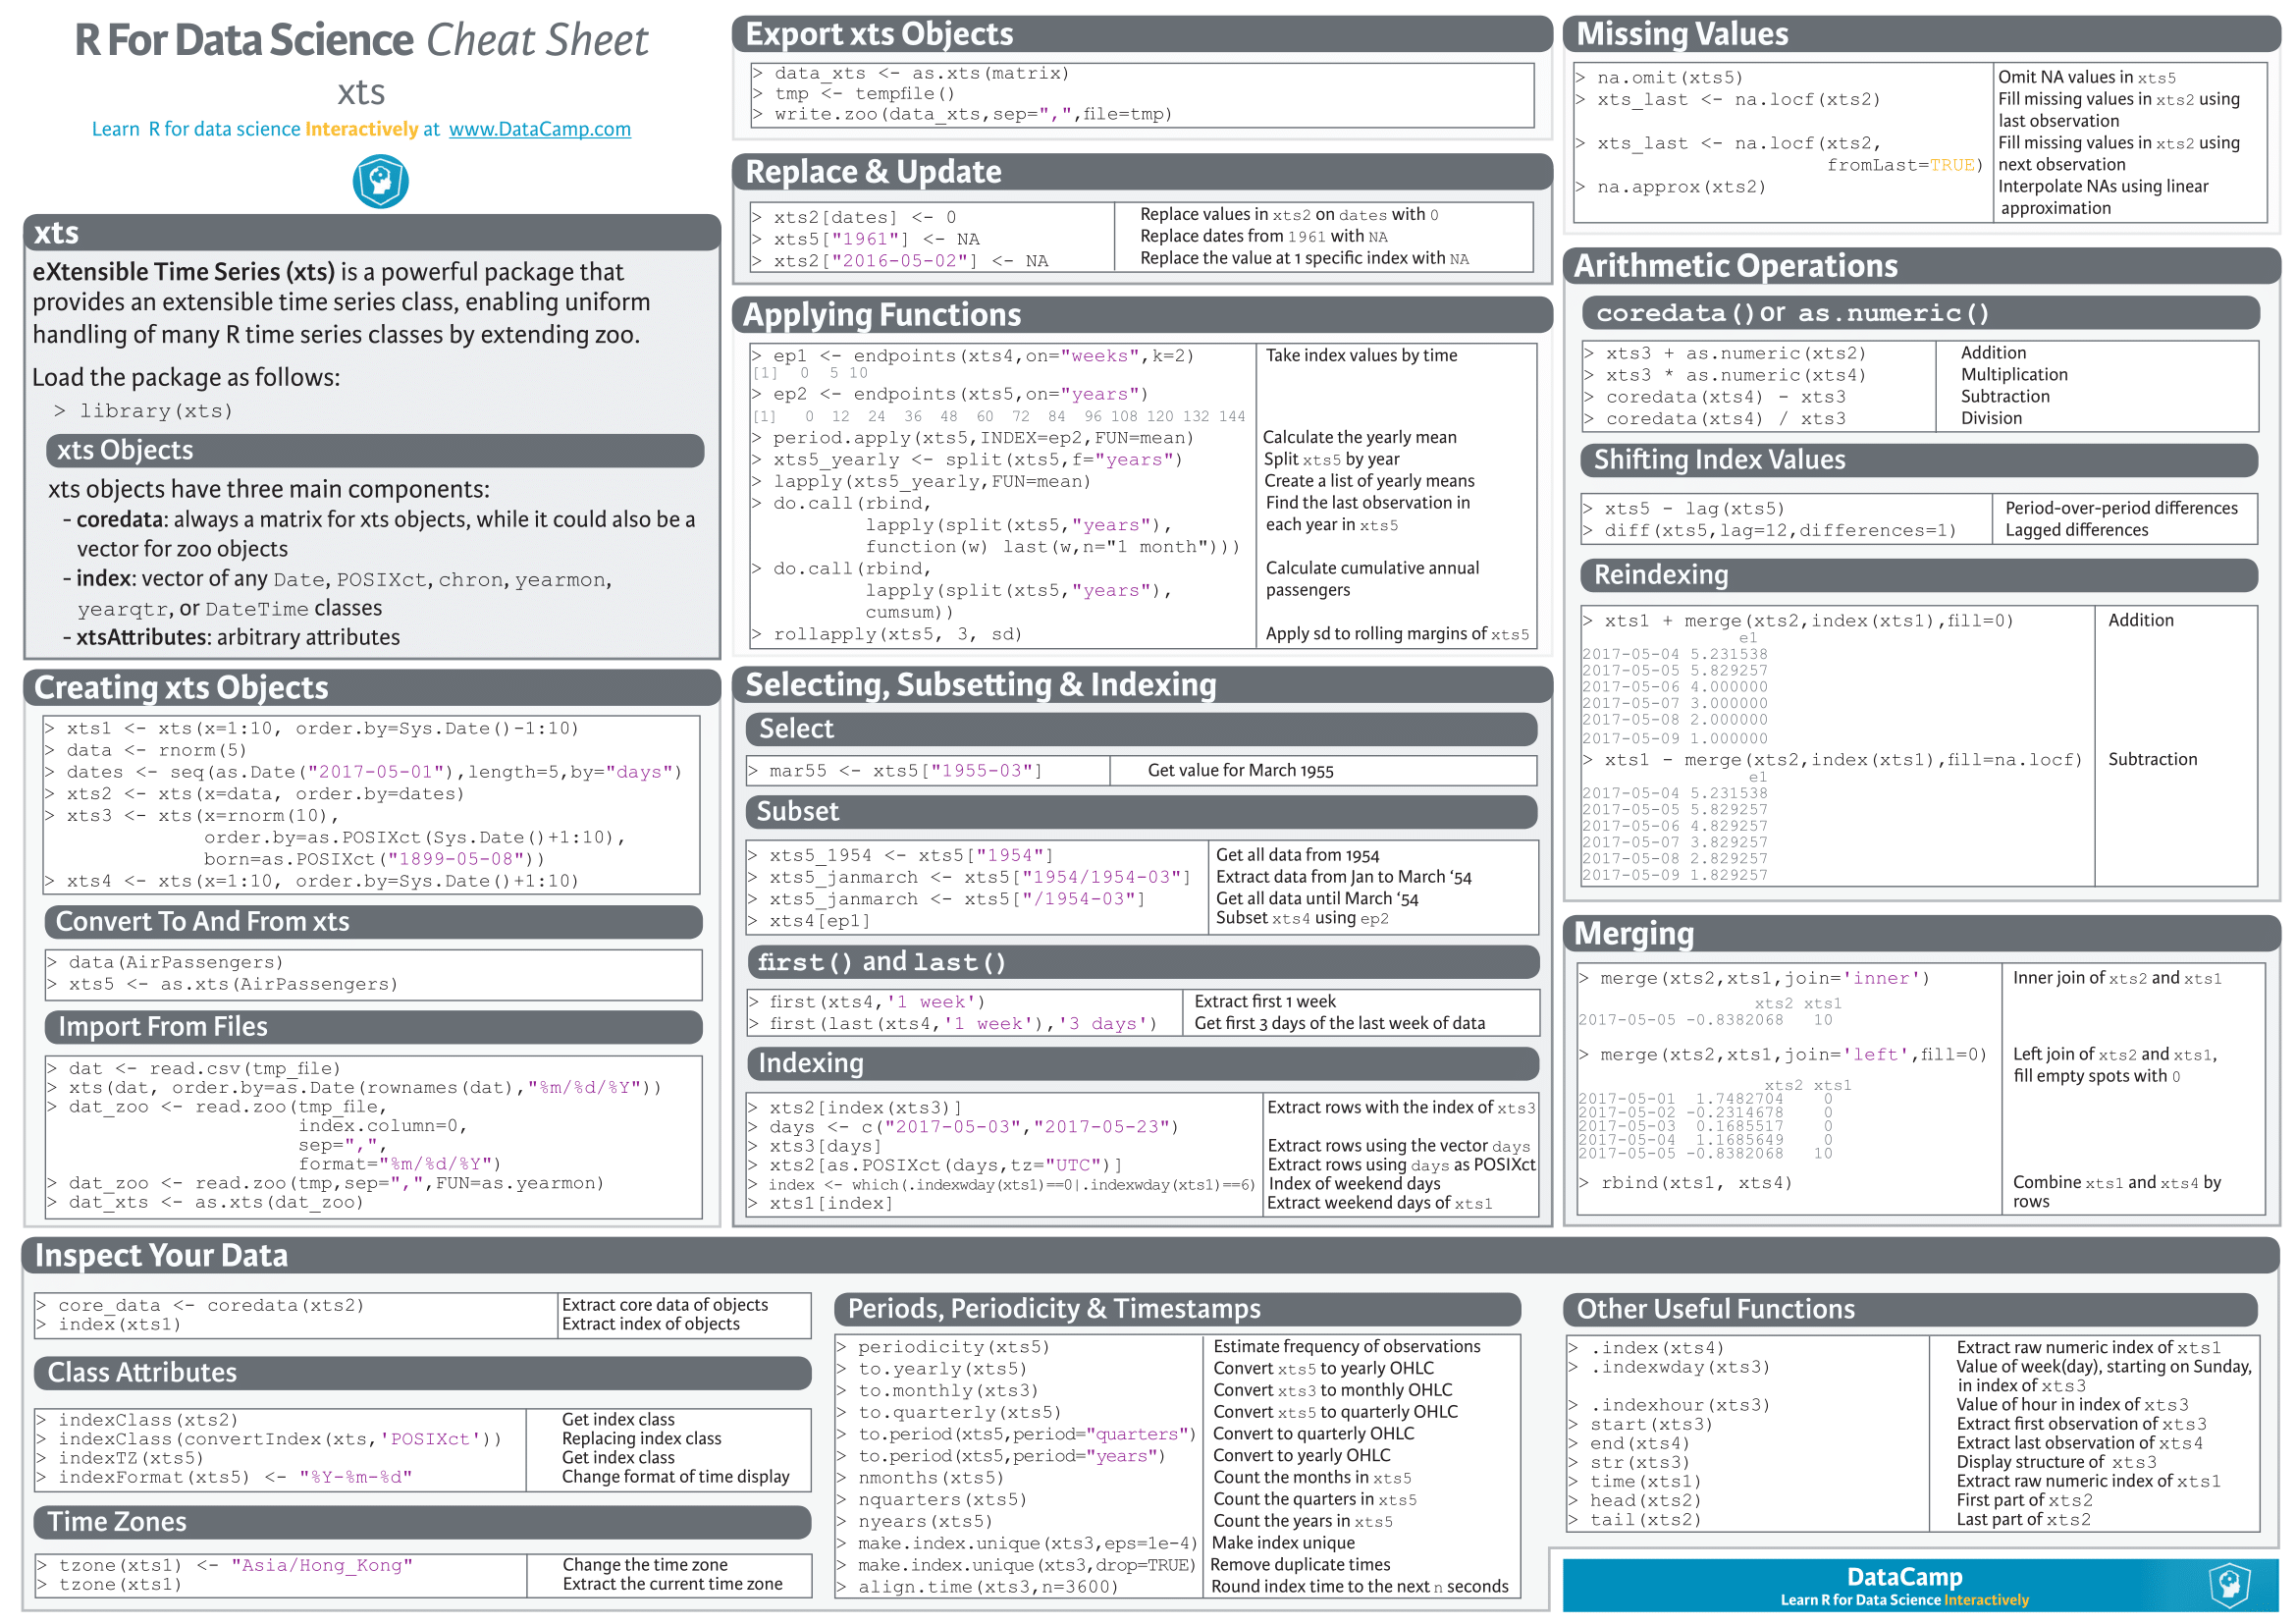 R For Data Science Cheat Sheet
xts
Learn R for data science Interactively at www.DataCamp.com
xts
eXtensible Time Series (xts) is a powerful package that
provides an extensible time series class, enabling uniform
handling of many R time series classes by extending zoo.
Load the package as follows:
> library(xts)
xts Objects
xts objects have three main components:
- coredata: always a matrix for xts objects, while it could also be a
vector for zoo objects
- index: vector of any Date, POSIXct, chron, yearmon,
yearqtr, or DateTime classes
- xtsAttributes: arbitrary attributes
Creating xts Objects
> xts1 <- xts(x=1:10, order.by=Sys.Date()-1:10)
> data <- rnorm(5)
> dates <- seq(as.Date("2017-05-01"),length=5,by="days")
> xts2 <- xts(x=data, order.by=dates)
> xts3 <- xts(x=rnorm(10),
order.by=as.POSIXct(Sys.Date()+1:10),
born=as.POSIXct("1899-05-08"))
> xts4 <- xts(x=1:10, order.by=Sys.Date()+1:10)
Convert To And From xts
> data(AirPassengers)
> xts5 <- as.xts(AirPassengers)
Import From Files
> dat <- read.csv(tmp_file)
> xts(dat, order.by=as.Date(rownames(dat),"%m/%d/%Y"))
> dat_zoo <- read.zoo(tmp_file,
index.column=0,
sep=",",
format="%m/%d/%Y")
> dat_zoo <- read.zoo(tmp,sep=",",FUN=as.yearmon)
> dat_xts <- as.xts(dat_zoo)
Export xts Objects
> data_xts <- as.xts(matrix)
> tmp <- tempfile()
> write.zoo(data_xts,sep=",",file=tmp)
Replace & Update
> xts2[dates] <- 0 Replace values in xts2 on dates with 0
> xts5["1961"] <- NA Replace dates from 1961 with NA
> xts2["2016-05-02"] <- NA Replace the value at 1 specific index with NA
Applying Functions
> ep1 <- endpoints(xts4,on="weeks",k=2) Take index values by time
[1] 0 5 10
> ep2 <- endpoints(xts5,on="years")
[1] 0 12 24 36 48 60 72 84 96 108 120 132 144
> period.apply(xts5,INDEX=ep2,FUN=mean) Calculate the yearly mean
> xts5_yearly <- split(xts5,f="years") Split xts5 by year
> lapply(xts5_yearly,FUN=mean) Create a list of yearly means
> do.call(rbind, Find the last observation in
lapply(split(xts5,"years"), each year in xts5
function(w) last(w,n="1 month")))
> do.call(rbind, Calculate cumulative annual
lapply(split(xts5,"years"), passengers
cumsum))
> rollapply(xts5, 3, sd) Apply sd to rolling margins of xts5
Selecting, Subsetting & Indexing
Select
> mar55 <- xts5["1955-03"] Get value for March 1955
Subset
> xts5_1954 <- xts5["1954"] Get all data from 1954
> xts5_janmarch <- xts5["1954/1954-03"] Extract data from Jan to March ‘54
> xts5_janmarch <- xts5["/1954-03"] Get all data until March ‘54
> xts4[ep1] Subset xts4 using ep2
first() and last()
> first(xts4,'1 week') Extract first 1 week
> first(last(xts4,'1 week'),'3 days') Get first 3 days of the last week of data
Indexing
> xts2[index(xts3)] Extract rows with the index of xts3
> days <- c("2017-05-03","2017-05-23")
> xts3[days] Extract rows using the vector days
> xts2[as.POSIXct(days,tz="UTC")] Extract rows using days as POSIXct
> index <- which(.indexwday(xts1)==0|.indexwday(xts1)==6) Index of weekend days
> xts1[index] Extract weekend days of xts1
Missing Values
> na.omit(xts5) Omit NA values in xts5
> xts_last <- na.locf(xts2) Fill missing values in xts2 using
last observation
> xts_last <- na.locf(xts2, Fill missing values in xts2 using
fromLast=TRUE) next observation
> na.approx(xts2) Interpolate NAs using linear
approximation
Arithmetic Operations
coredata() or as.numeric()
> xts3 + as.numeric(xts2) Addition
> xts3 * as.numeric(xts4) Multiplication
> coredata(xts4) - xts3 Subtraction
> coredata(xts4) / xts3 Division
Shifting Index Values
> xts5 - lag(xts5) Period-over-period differences
> diff(xts5,lag=12,differences=1) Lagged differences
Reindexing
> xts1 + merge(xts2,index(xts1),fill=0) Addition
e1
2017-05-04 5.231538
2017-05-05 5.829257
2017-05-06 4.000000
2017-05-07 3.000000
2017-05-08 2.000000
2017-05-09 1.000000
> xts1 - merge(xts2,index(xts1),fill=na.locf) Subtraction
e1
2017-05-04 5.231538
2017-05-05 5.829257
2017-05-06 4.829257
2017-05-07 3.829257
2017-05-08 2.829257
2017-05-09 1.829257
Merging
> merge(xts2,xts1,join='inner') Inner join of xts2 and xts1
xts2 xts1
2017-05-05 -0.8382068 10
> merge(xts2,xts1,join='left',fill=0) Left join of xts2 and xts1,
fill empty spots with 0
xts2 xts1
2017-05-01 1.7482704 0
2017-05-02 -0.2314678 0
2017-05-03 0.1685517 0
2017-05-04 1.1685649 0
2017-05-05 -0.8382068 10
> rbind(xts1, xts4) Combine xts1 and xts4 by
rows
Inspect Your Data
> core_data <- coredata(xts2) Extract core data of objects
> index(xts1) Extract index of objects
Class Attributes
> indexClass(xts2) Get index class
> indexClass(convertIndex(xts,'POSIXct')) Replacing index class
> indexTZ(xts5) Get index class
> indexFormat(xts5) <- "%Y-%m-%d" Change format of time display
Time Zones
> tzone(xts1) <- "Asia/Hong_Kong" Change the time zone
> tzone(xts1) Extract the current time zone
Periods, Periodicity & Timestamps
> periodicity(xts5) Estimate frequency of observations
> to.yearly(xts5) Convert xts5 to yearly OHLC
> to.monthly(xts3) Convert xts3 to monthly OHLC
> to.quarterly(xts5) Convert xts5 to quarterly OHLC
> to.period(xts5,period="quarters") Convert to quarterly OHLC
> to.period(xts5,period="years") Convert to yearly OHLC
> nmonths(xts5) Count the months in xts5
> nquarters(xts5) Count the quarters in xts5
> nyears(xts5) Count the years in xts5
> make.index.unique(xts3,eps=1e-4) Make index unique
> make.index.unique(xts3,drop=TRUE) Remove duplicate times
> align.time(xts3,n=3600) Round index time to the next n seconds
Other Useful Functions
> .index(xts4) Extract raw numeric index of xts1
> .indexwday(xts3) Value of week(day), starting on Sunday,
in index of xts3
> .indexhour(xts3) Value of hour in index of xts3
> start(xts3) Extract first observation of xts3
> end(xts4) Extract last observation of xts4
> str(xts3) Display structure of xts3
> time(xts1) Extract raw numeric index of xts1
> head(xts2) First part of xts2
> tail(xts2) Last part of xts2
DataCamp
Learn R for Data Science Interactively